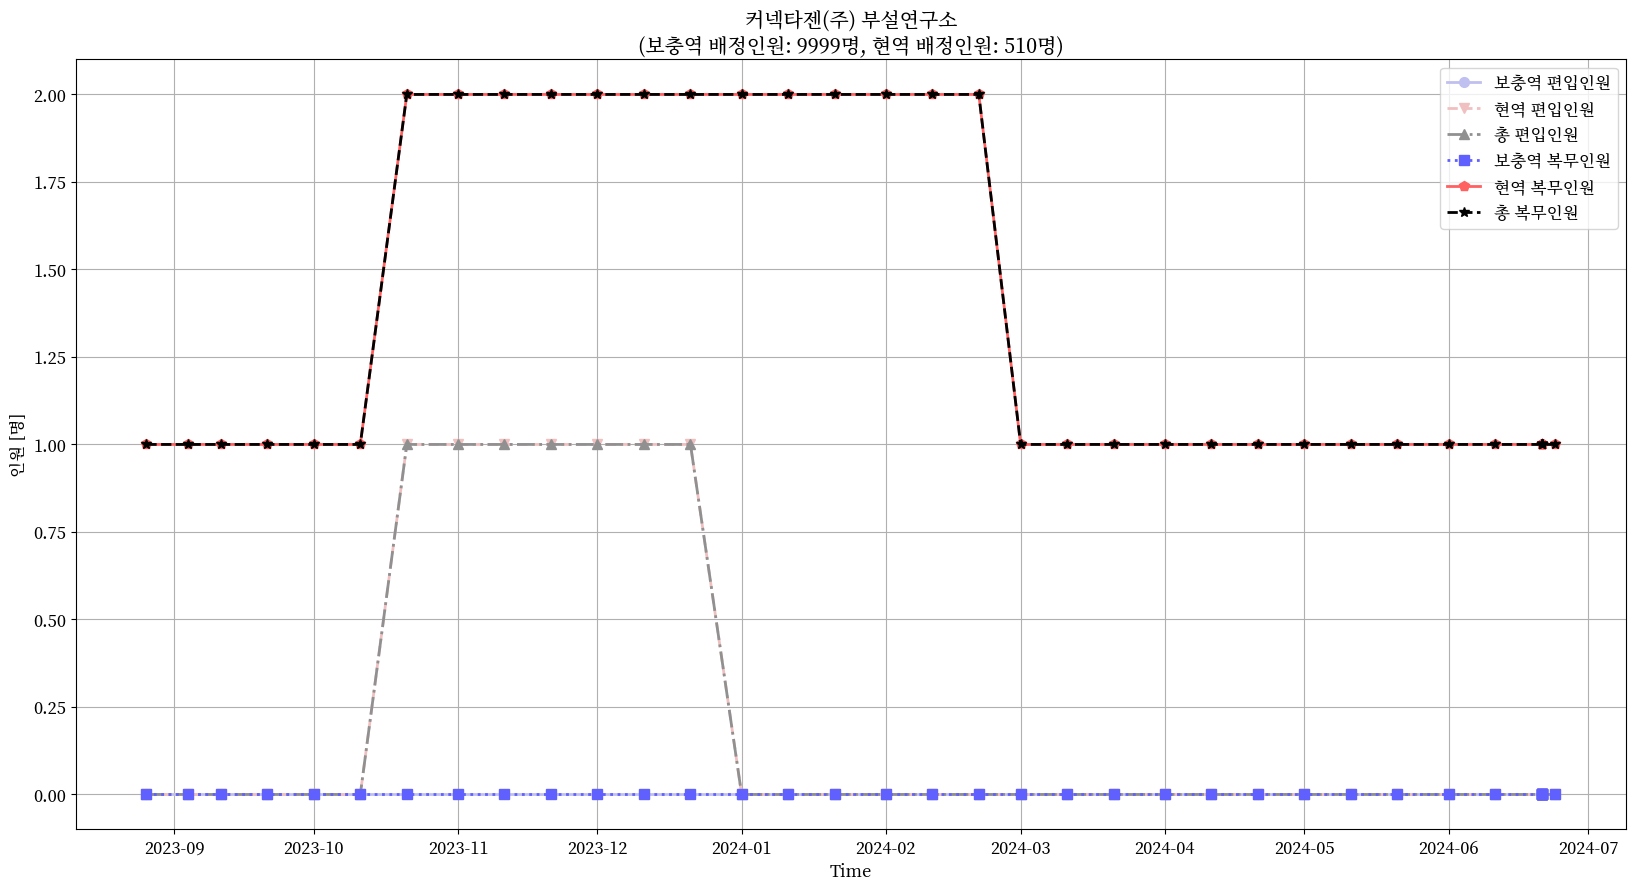 커넥타젠(주) 부설연구소
(보충역 배정인원: 9999명, 현역 배정인원: 510명)
보충역 편입인원
현역 편입인원
총 편입인원
보충역 복무인원
현역 복무인원
총 복무인원
인원 [명]
2.00
1.75
1.50
1.25
1.00
0.75
0.50
0.25
0.00
2023-09 2023-10 2023-11 2023-12 2024-01 2024-02 2024-03 2024-04 2024-05 2024-06 2024-07
Time